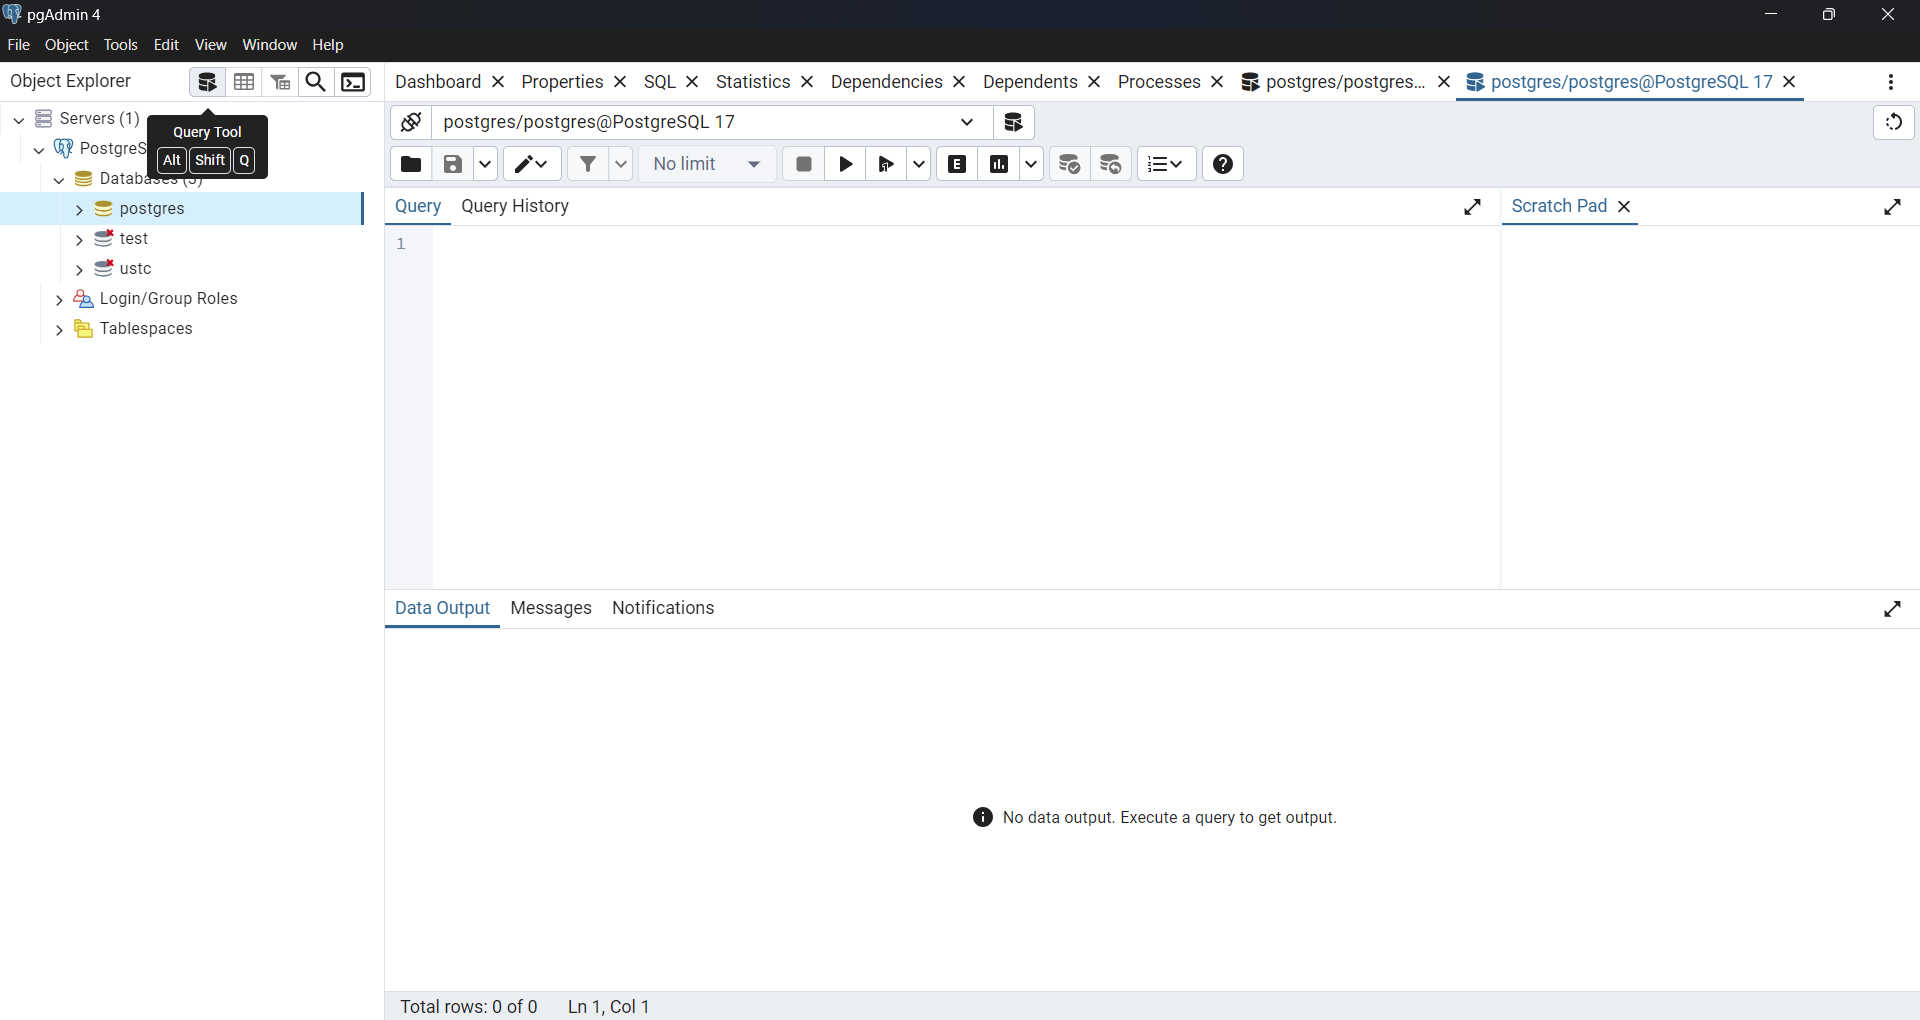 pgAdmin 4
File Object Tools Edit View Window Help
Object Explorer
Dashboard Properties SQL Statistics Dependencies Dependents Processes postgres/postgres... postgres/postgres@PostgreSQL 17
Servers (1)
Query Tool
Alt Shift Q
PostgreS
Databases
postgres
test
ustc
Login/Group Roles
Tablespaces
postgres/postgres@PostgreSQL 17
No limit
E
Query Query History
Scratch Pad
1
Data Output Messages Notifications
No data output. Execute a query to get output.
Total rows: 0 of 0 Ln 1, Col 1